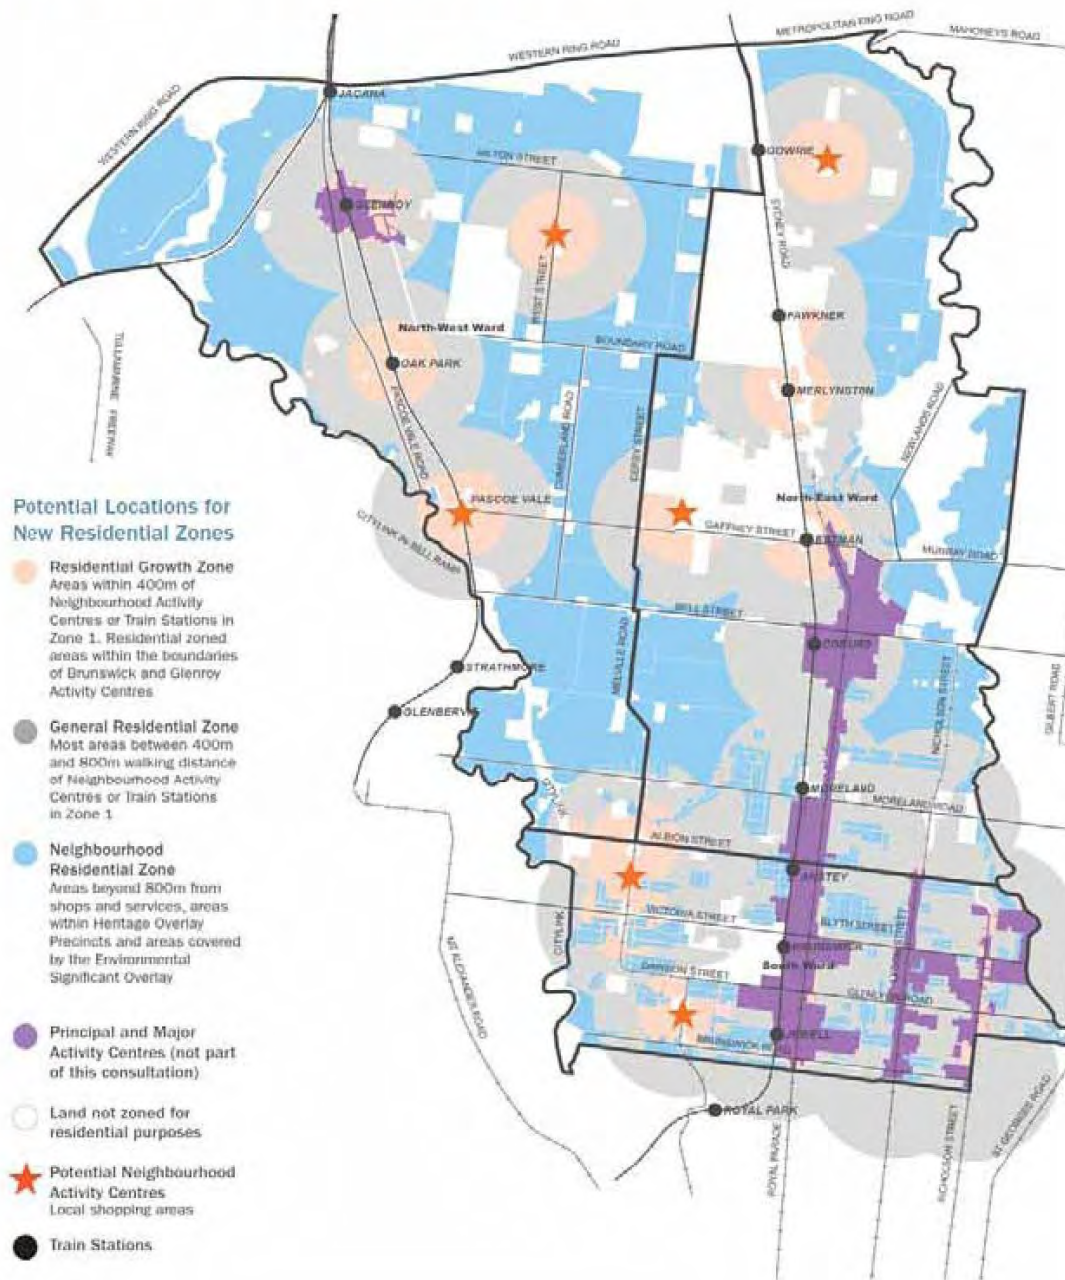 METROPOLITAN RING ROAD
MAHONEYS ROAD
WESTERN RING ROAD
WESTERN RING ROAD
JACANA
GOWRIE
HILTON STREET
GLENROY
SYDNEY ROAD
WEST STREET
FAWKNER
North-West Ward
BOUNDARY ROAD
OAK PARK
MERLYNSTON
TULLAMARINE FREEWAY
PASCOE VALE ROAD
CUMBERLAND ROAD
NEWLANDS ROAD
PASCOE VALE
North-East Ward
GAFFNEY STREET
BATMAN
MURRAY ROAD
BELL STREET
COBURG
MELVILLE ROAD
STRATHMORE
NICHOLSON STREET
GILBERT ROAD
GLENBERVIE
MORELAND
MORELAND ROAD
CITYLINK
ALBION STREET
ANSTEY
VICTORIA STREET
BLYTH STREET
CITYLINK
BRUNSWICK
South Ward
DAWSON STREET
GLENLYON ROAD
MT ALEXANDER ROAD
JEWELL
BRUNSWICK ROAD
ROYAL PARK
ROYAL PARADE
NICHOLSON STREET
ST GEORGES ROAD
Potential Locations for
New Residential Zones
Residential Growth Zone
Areas within 400m of
Neighbourhood Activity
Centres or Train Stations in
Zone 1. Residential zoned
areas within the boundaries
of Brunswick and Glenroy
Activity Centres
General Residential Zone
Most areas between 400m
and 800m walking distance
of Neighbourhood Activity
Centres or Train Stations
in Zone 1
Neighbourhood
Residential Zone
Areas beyond 800m from
shops and services, areas
within Heritage Overlay
Precincts and areas covered
by the Environmental
Significant Overlay
Principal and Major
Activity Centres (not part
of this consultation)
Land not zoned for
residential purposes
Potential Neighbourhood
Activity Centres
Local shopping areas
Train Stations